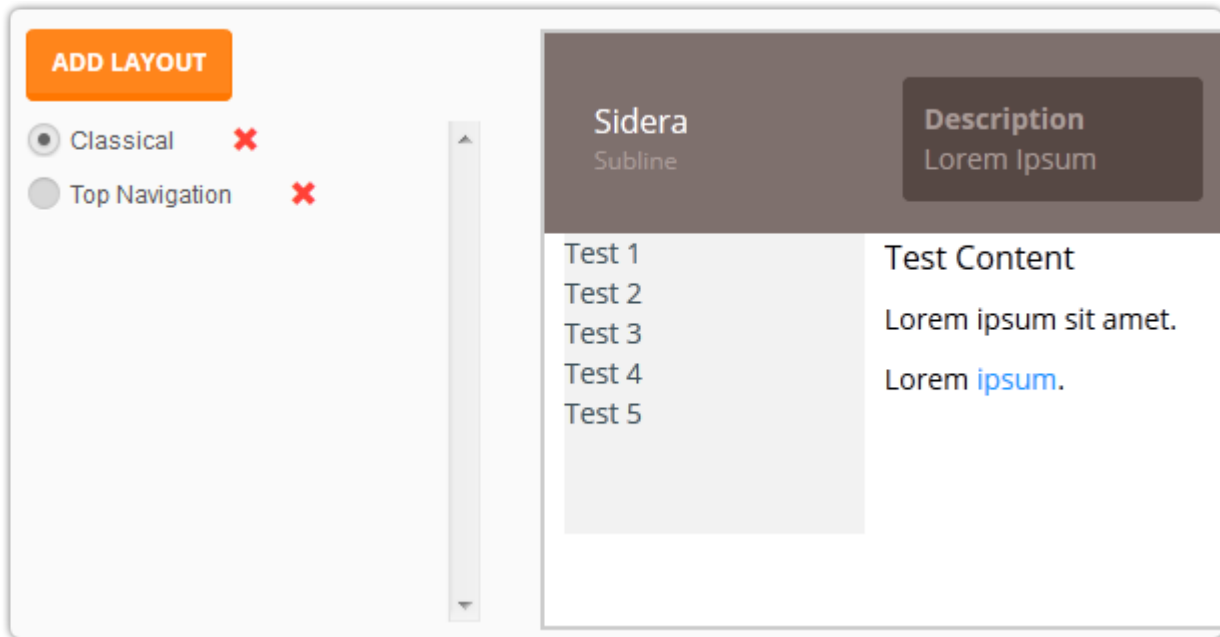 ADD LAYOUT
Classical
Top Navigation
Sidera
Subline
Description
Lorem Ipsum
Test 1
Test 2
Test 3
Test 4
Test 5
Test Content
Lorem ipsum sit amet.
Lorem ipsum.